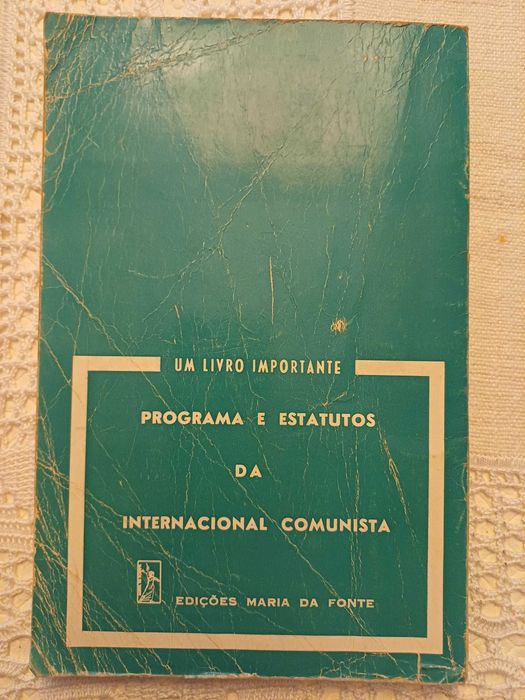 UM LIVRO IMPORTANTE
PROGRAMA E ESTATUTOS
DA
INTERNACIONAL COMUNISTA
EDIÇÕES MARIA DA FONTE